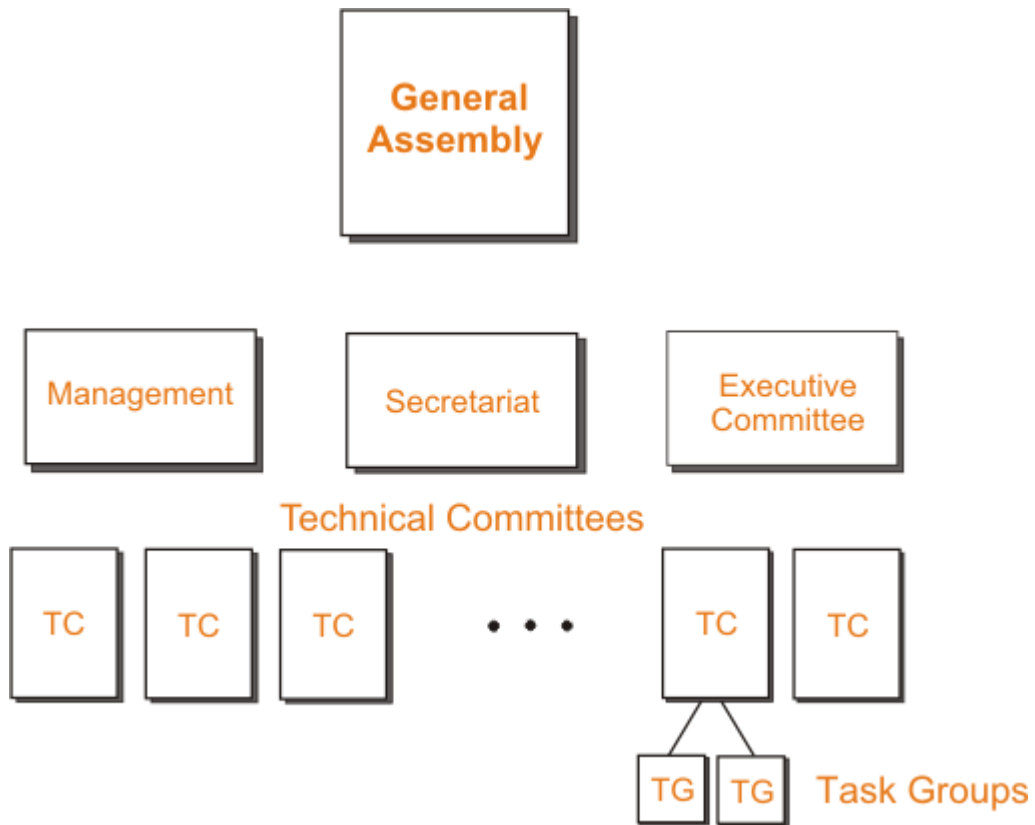 General
Assembly
Management
Secretariat
Executive
Committee
Technical Committees
TC
TC
TC
TC
TC
TG
TG
Task Groups